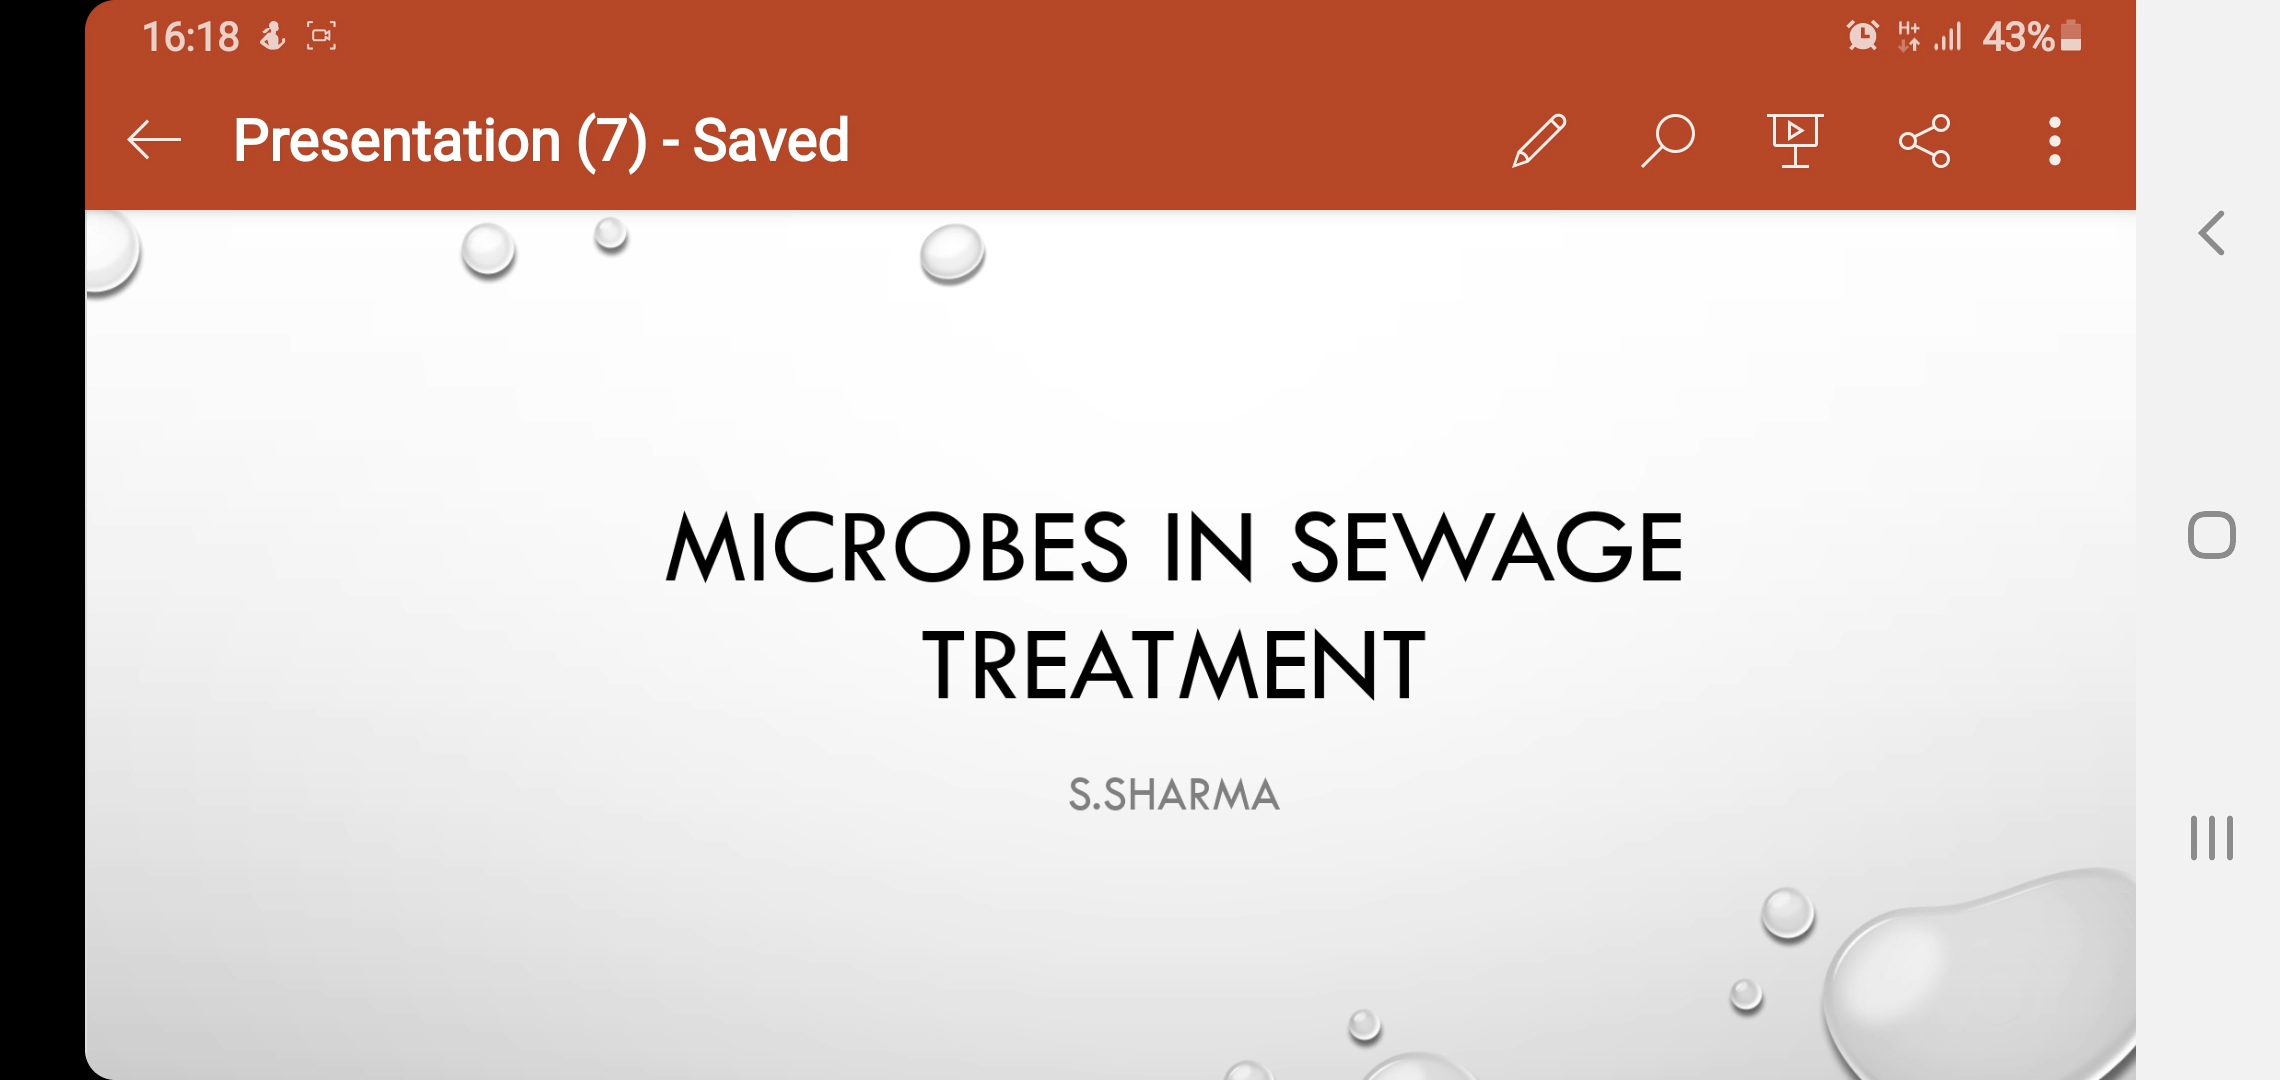 16:18
H+
43%
Presentation (7) - Saved
MICROBES IN SEWAGE
TREATMENT
S.SHARMA